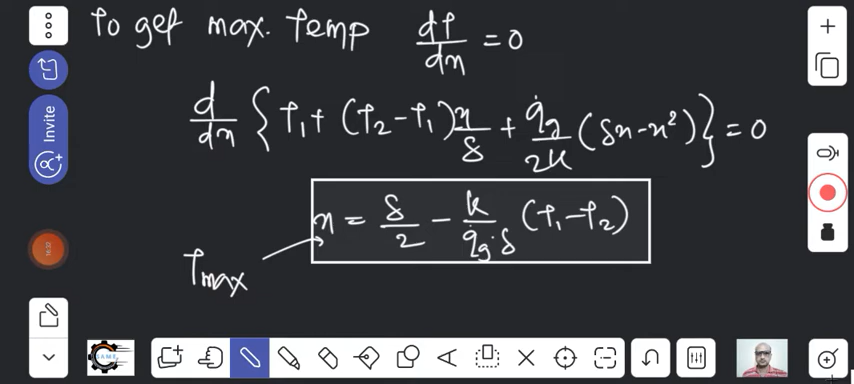 To get max. Temp dT/dx = 0
d/dx { T₁ + (T₂ - T₁) x/δ + q̇g/2k (δx - x²) } = 0
x = δ/2 - k/q̇g·δ (T₁ - T₂)
Tmax
Invite